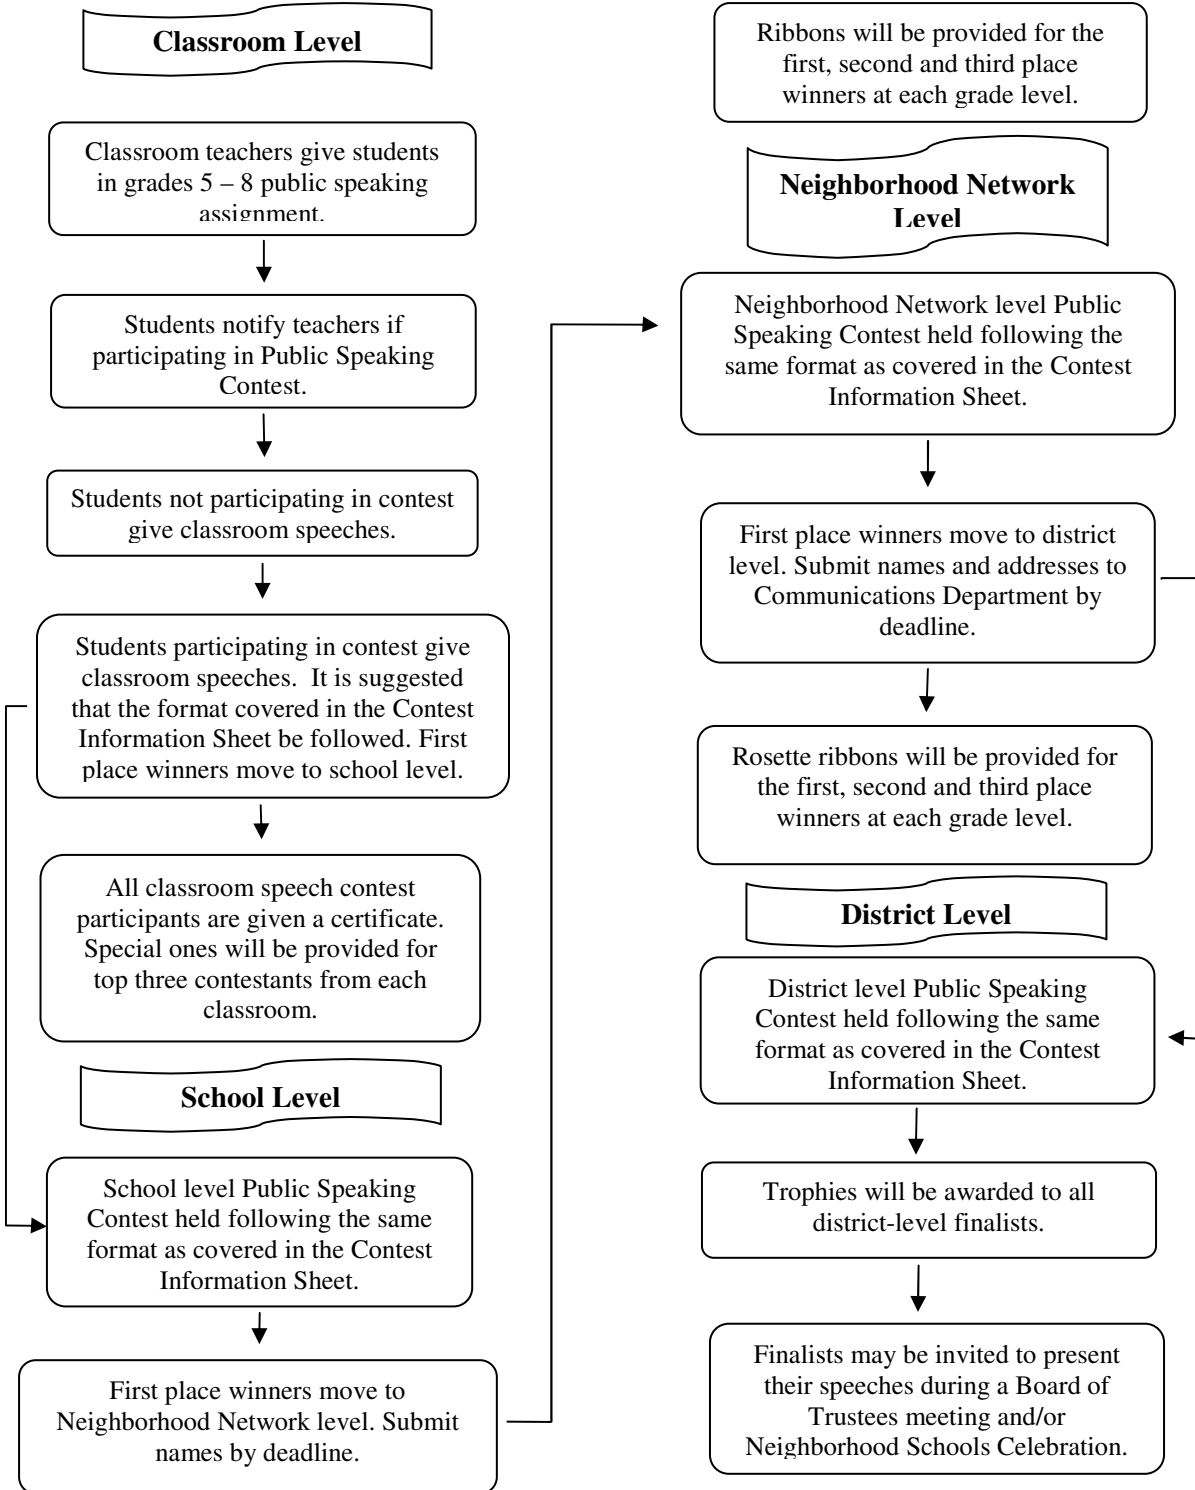 Classroom Level
Classroom teachers give students
in grades 5 – 8 public speaking
assignment.
Students notify teachers if
participating in Public Speaking
Contest.
Students not participating in contest
give classroom speeches.
Students participating in contest give
classroom speeches.  It is suggested
that the format covered in the Contest
Information Sheet be followed. First
place winners move to school level.
All classroom speech contest
participants are given a certificate.
Special ones will be provided for
top three contestants from each
classroom.
School Level
School level Public Speaking
Contest held following the same
format as covered in the Contest
Information Sheet.
First place winners move to
Neighborhood Network level. Submit
names by deadline.
Ribbons will be provided for the
first, second and third place
winners at each grade level.
Neighborhood Network
Level
Neighborhood Network level Public
Speaking Contest held following the
same format as covered in the Contest
Information Sheet.
First place winners move to district
level. Submit names and addresses to
Communications Department by
deadline.
Rosette ribbons will be provided for
the first, second and third place
winners at each grade level.
District Level
District level Public Speaking
Contest held following the same
format as covered in the Contest
Information Sheet.
Trophies will be awarded to all
district-level finalists.
Finalists may be invited to present
their speeches during a Board of
Trustees meeting and/or
Neighborhood Schools Celebration.